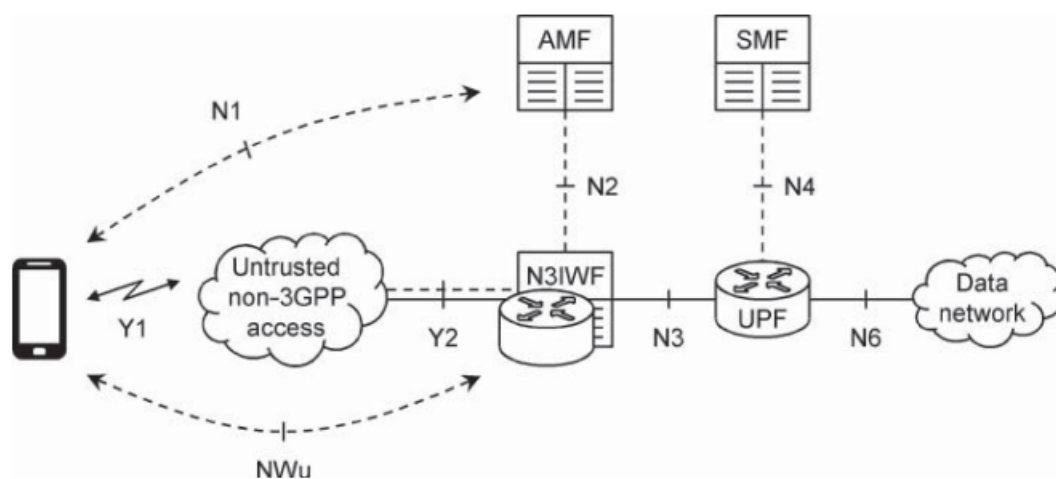 AMF
SMF
N1
N2
N4
Untrusted
non-3GPP
access
N3IWF
Data
network
UPF
Y1
Y2
N3
N6
NWu